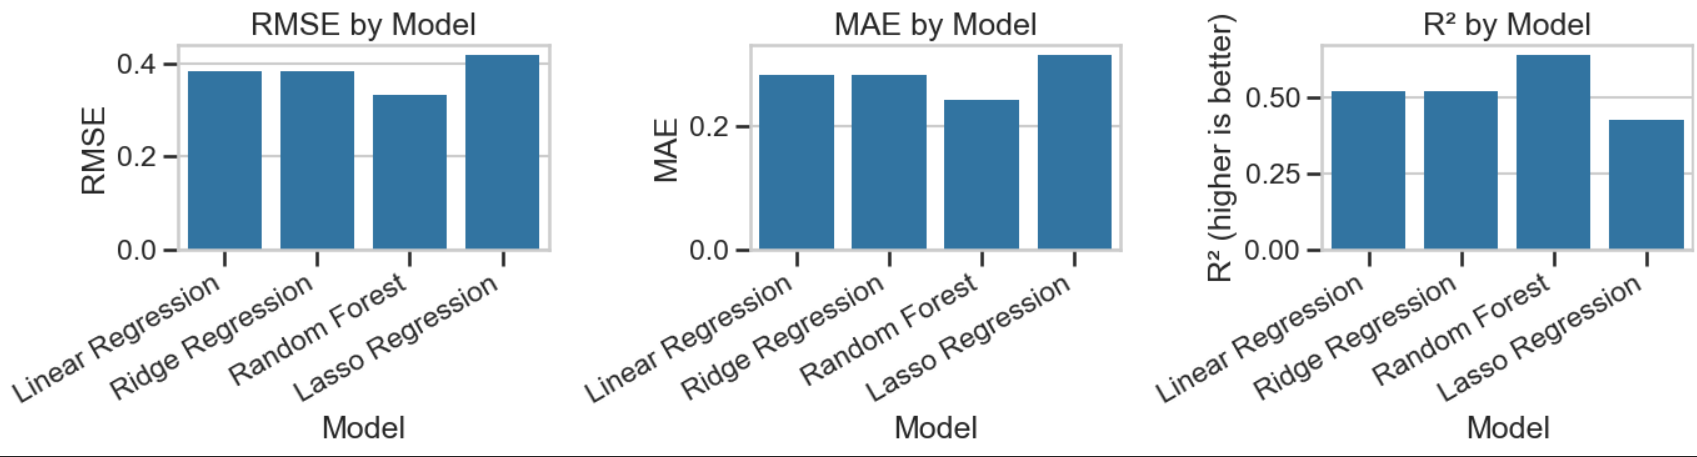 RMSE by Model
RMSE
0.4
0.2
0.0
Linear Regression
Ridge Regression
Random Forest
Lasso Regression
Model
MAE by Model
MAE
0.2
0.0
Linear Regression
Ridge Regression
Random Forest
Lasso Regression
Model
R² by Model
R² (higher is better)
0.50
0.25
0.00
Linear Regression
Ridge Regression
Random Forest
Lasso Regression
Model